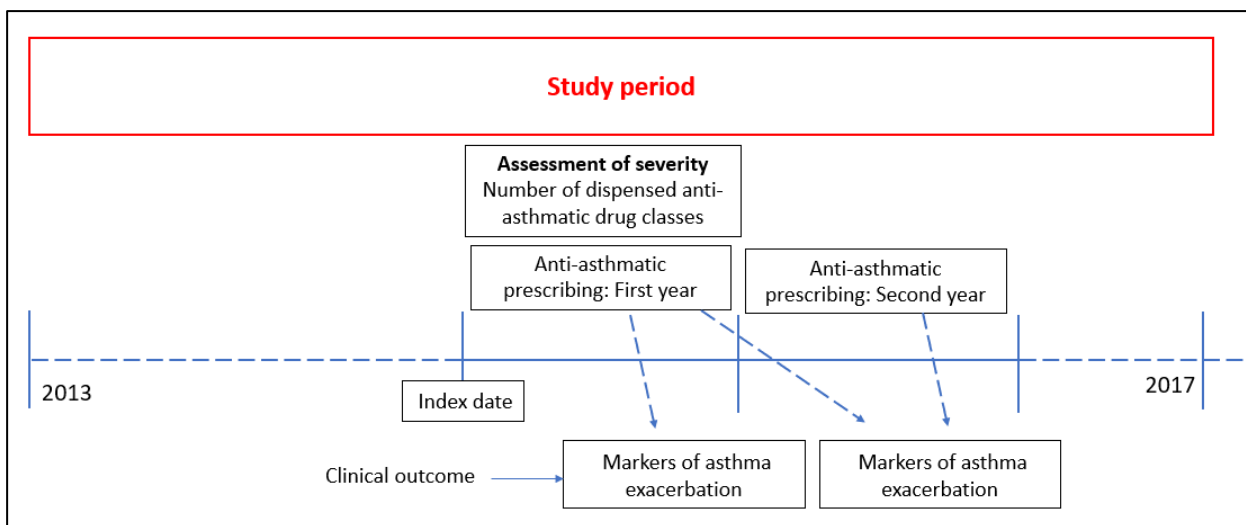 Study period
Assessment of severity
Number of dispensed anti-
asthmatic drug classes
Anti-asthmatic
prescribing: First year
Anti-asthmatic
prescribing: Second year
2013
Index date
2017
Clinical outcome
Markers of asthma
exacerbation
Markers of asthma
exacerbation